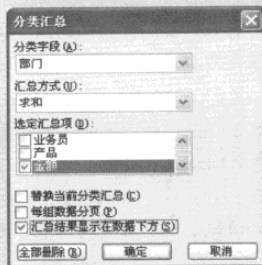 分类汇总
分类字段(A):
部门
汇总方式(U):
求和
选定汇总项(D):
业务员
产品
金额
替换当前分类汇总(C)
每组数据分页(P)
汇总结果显示在数据下方(S)
全部删除(R)
确定
取消